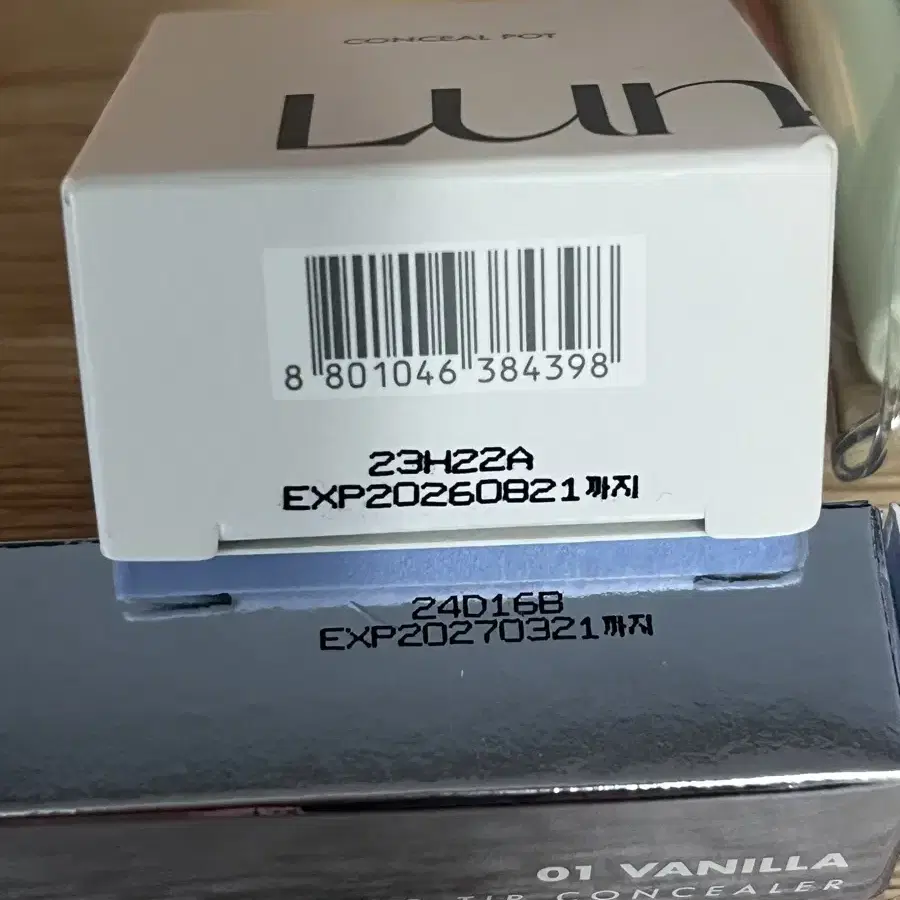 CONCEAL POT
8 801046 384398
23H22A
EXP20260821까지
24D16B
EXP20270321까지
01 VANILLA
TIP CONCEALER